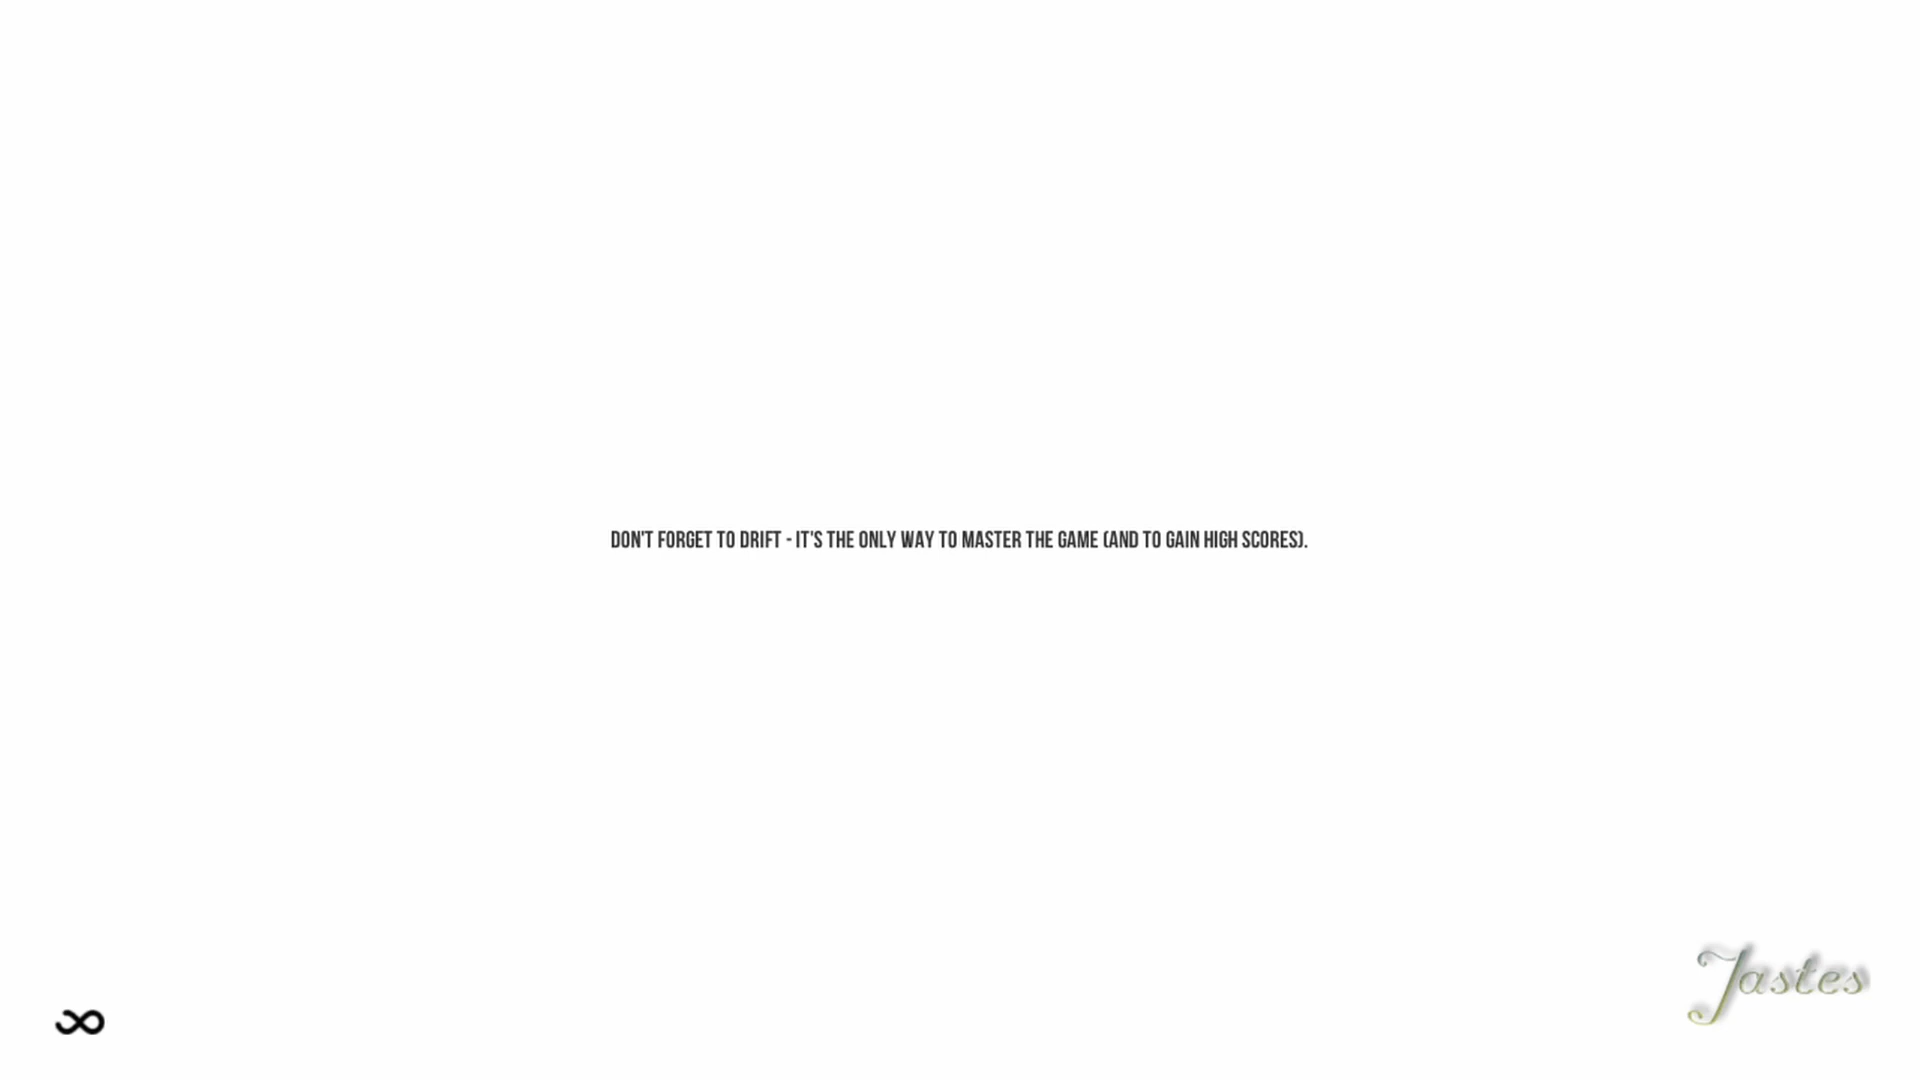 DON'T FORGET TO DRIFT - IT'S THE ONLY WAY TO MASTER THE GAME (AND TO GAIN HIGH SCORES).
Jastes